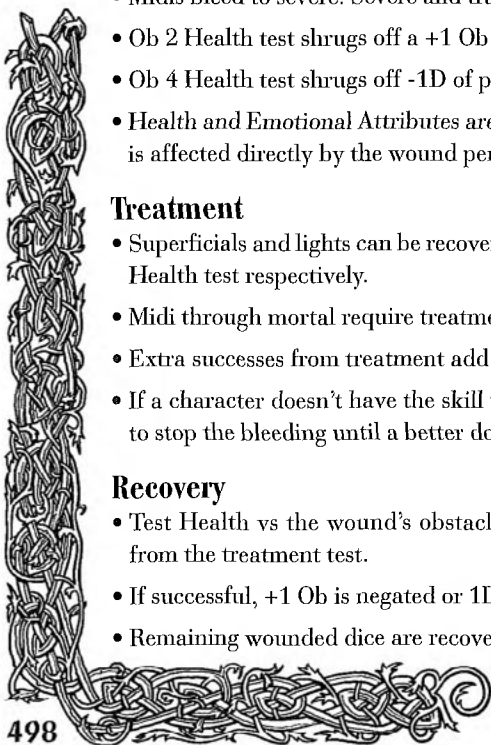 • Midis bleed to severe. Severe and
• Ob 2 Health test shrugs off a +1 Ob
• Ob 4 Health test shrugs off -1D of p
• Health and Emotional Attributes are
is affected directly by the wound per
Treatment
• Superficials and lights can be recove
Health test respectively.
• Midi through mortal require treatme
• Extra successes from treatment add
• If a character doesn't have the skill
to stop the bleeding until a better do
Recovery
• Test Health vs the wound's obstac
from the treatment test.
• If successful, +1 Ob is negated or 1D
• Remaining wounded dice are recove
498